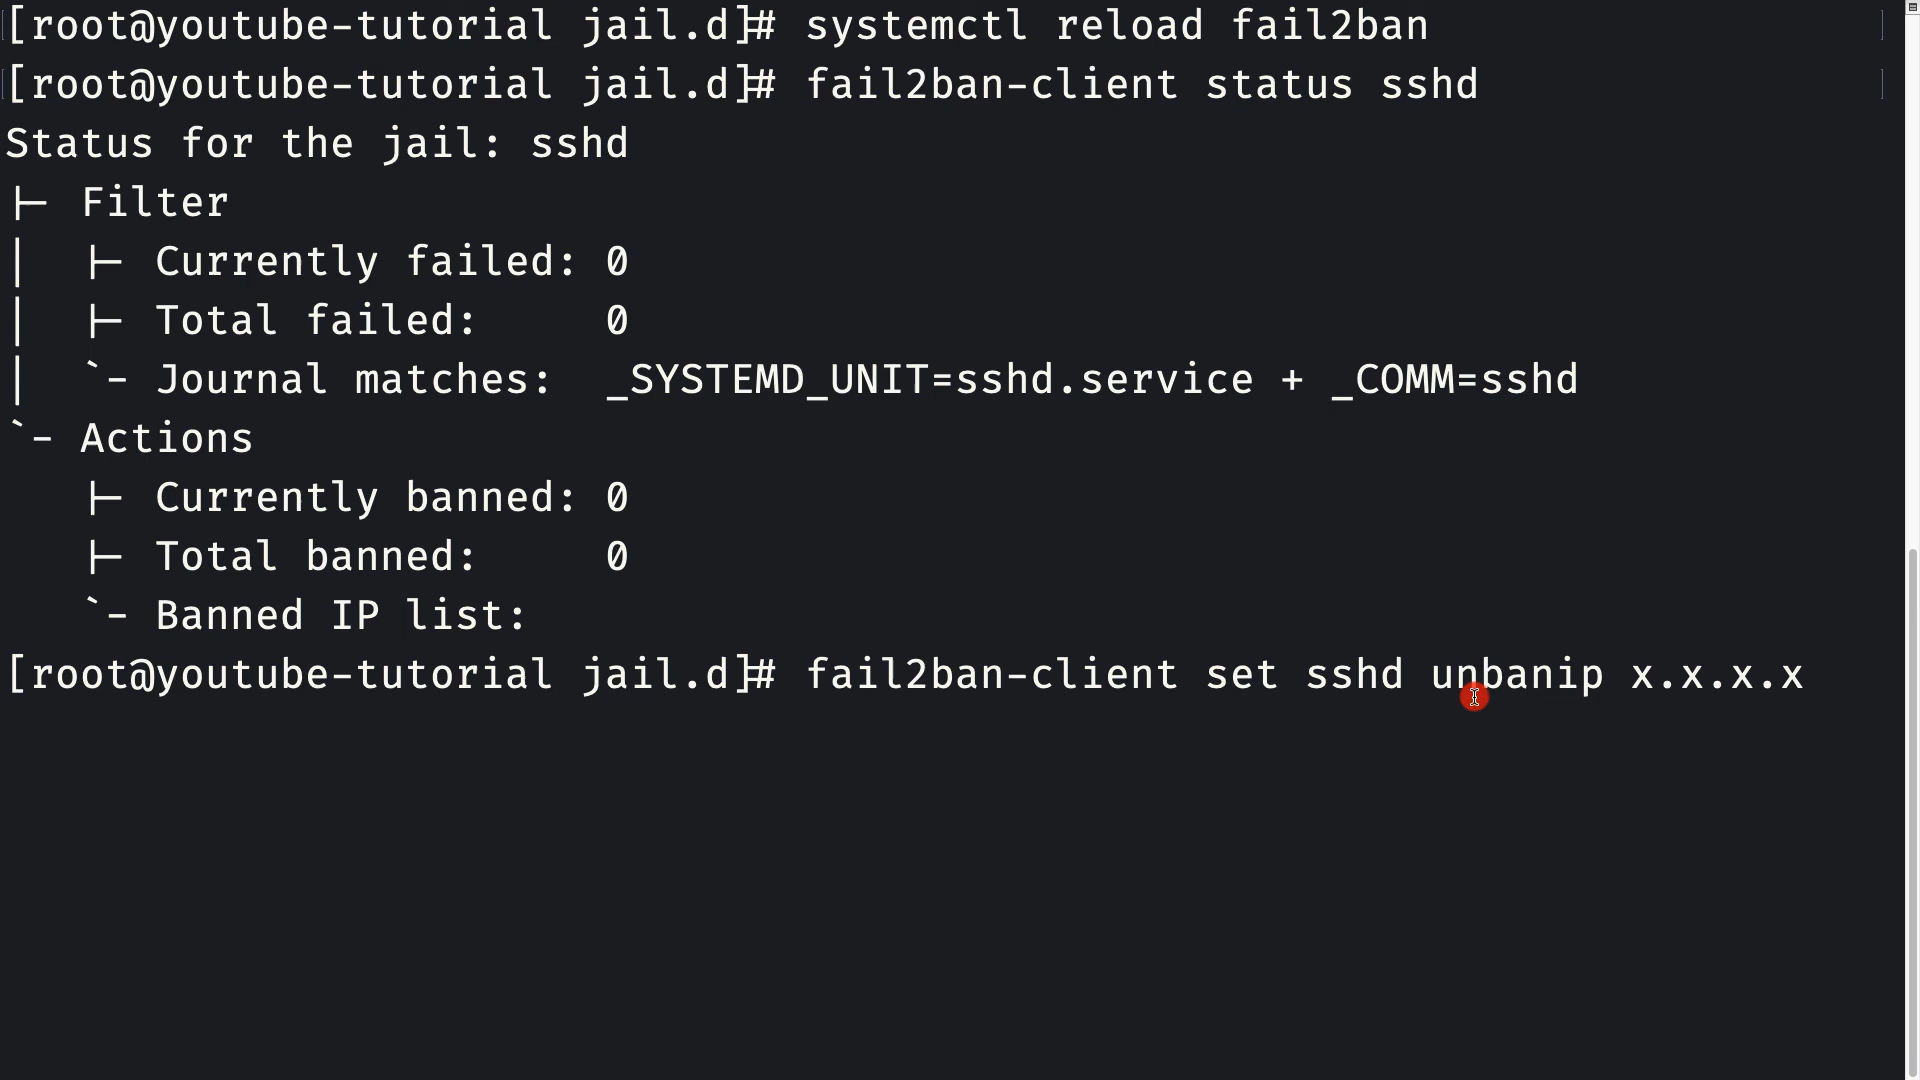 [root@youtube-tutorial jail.d]# systemctl reload fail2ban
[root@youtube-tutorial jail.d]# fail2ban-client status sshd
Status for the jail: sshd
|- Filter
|  |- Currently failed: 0
|  |- Total failed:     0
|  `- Journal matches:  _SYSTEMD_UNIT=sshd.service + _COMM=sshd
`- Actions
   |- Currently banned: 0
   |- Total banned:     0
   `- Banned IP list:
[root@youtube-tutorial jail.d]# fail2ban-client set sshd unbanip x.x.x.x